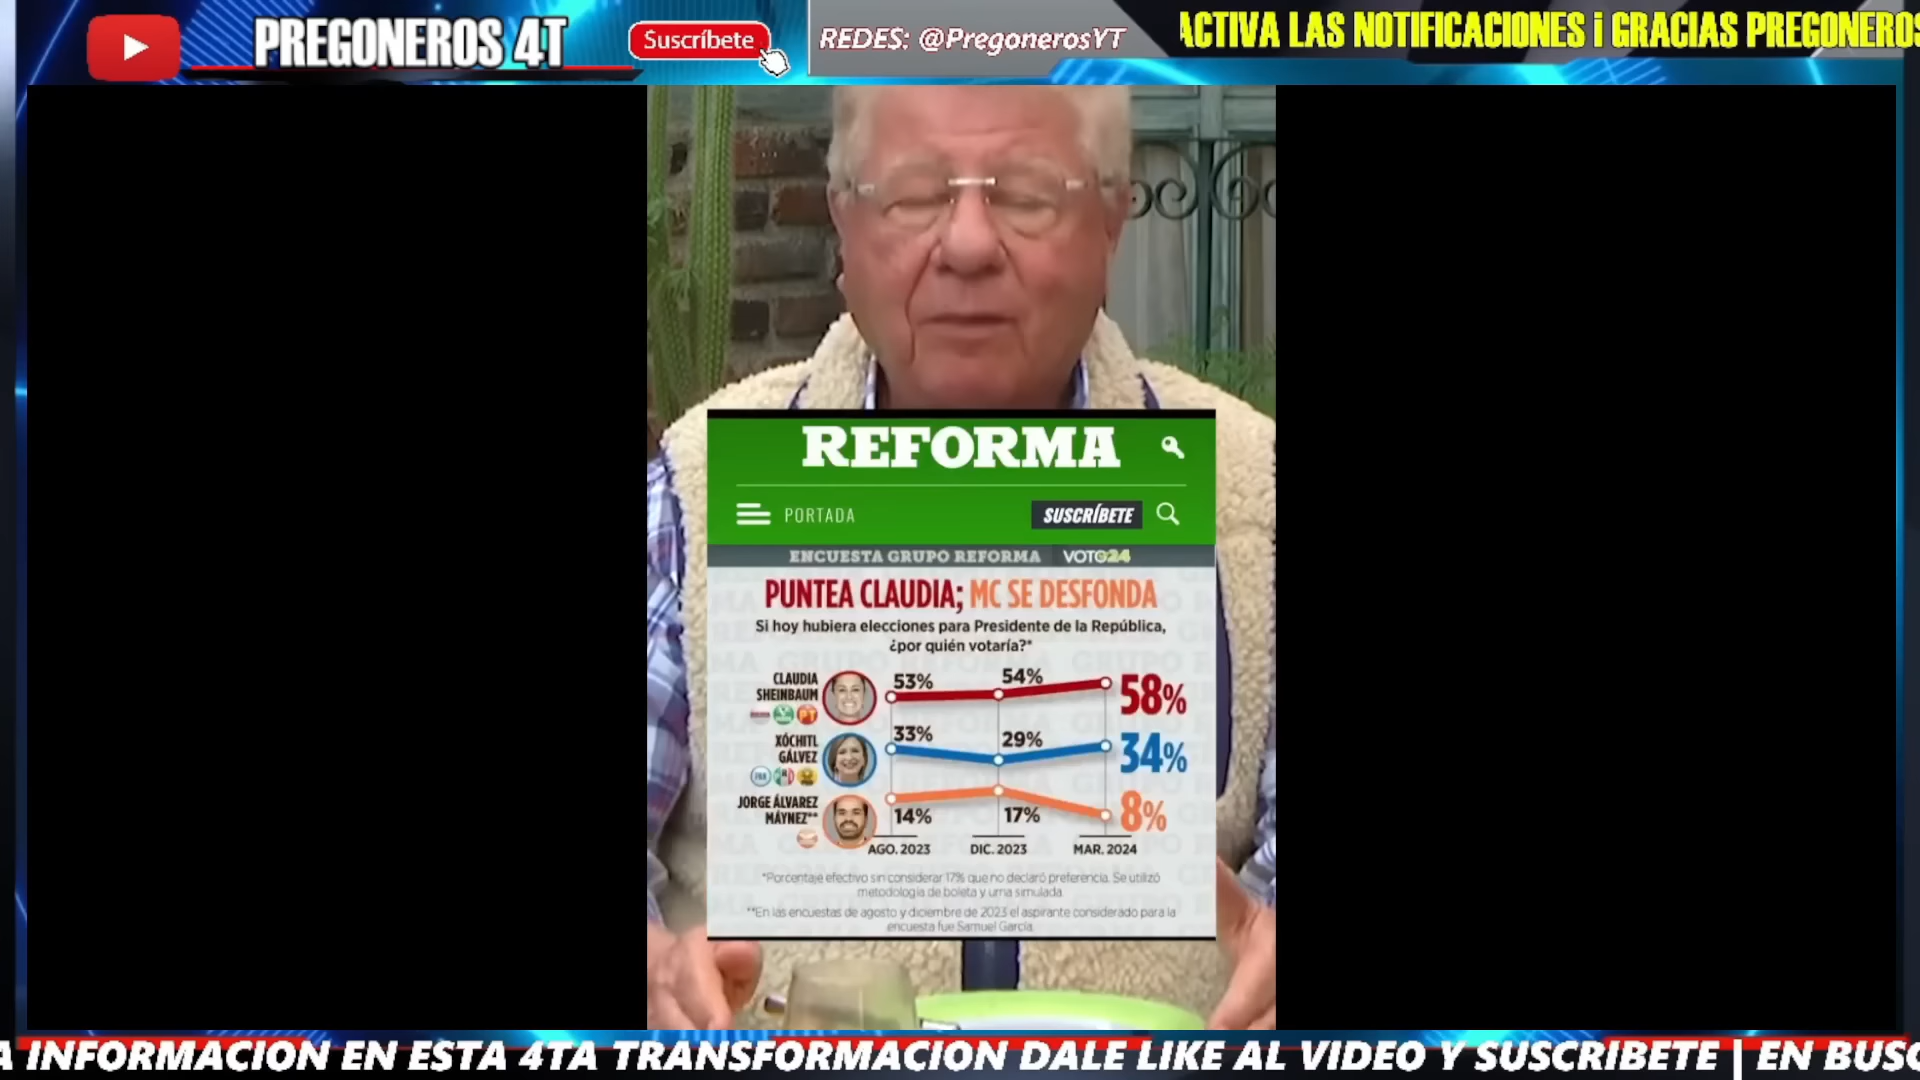 PREGONEROS 4T
Suscríbete
REDES: @PregonerosYT
ACTIVA LAS NOTIFICACIONES ¡ GRACIAS PREGONEROS
REFORMA
PORTADA
SUSCRÍBETE
ENCUESTA GRUPO REFORMA VOTO24
PUNTEA CLAUDIA; MC SE DESFONDA
Si hoy hubiera elecciones para Presidente de la República,
¿por quién votaría?*
CLAUDIA
SHEINBAUM
PT
53%
54%
58%
XÓCHITL
GÁLVEZ
PAN
33%
29%
34%
JORGE ÁLVAREZ
MÁYNEZ**
14%
17%
8%
AGO. 2023
DIC. 2023
MAR. 2024
*Porcentaje efectivo sin considerar 17% que no declaró preferencia. Se utilizó
metodología de boleta y urna simulada.
**En las encuestas de agosto y diciembre de 2023 el aspirante considerado para la
encuesta fue Samuel García.
A INFORMACION EN ESTA 4TA TRANSFORMACION DALE LIKE AL VIDEO Y SUSCRIBETE | EN BUSC